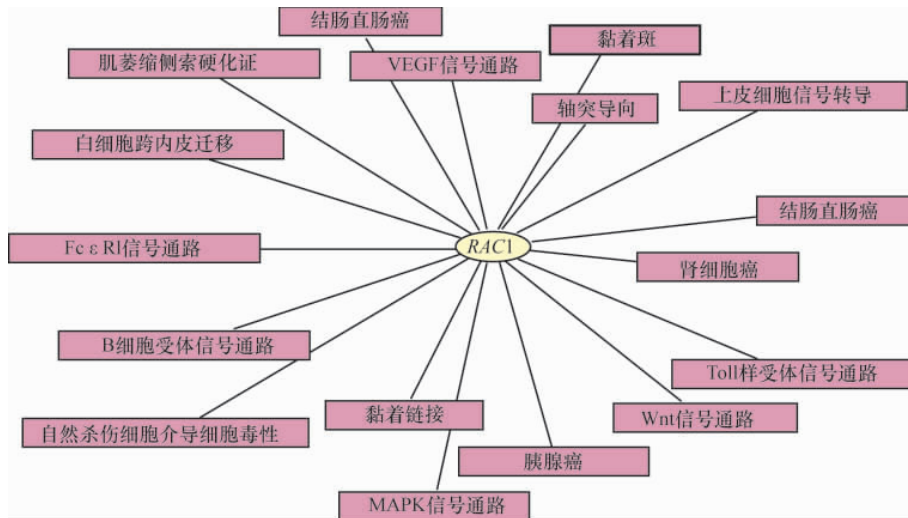 结肠直肠癌
黏着斑
肌萎缩侧索硬化证
VEGF信号通路
轴突导向
上皮细胞信号转导
白细胞跨内皮迁移
结肠直肠癌
Fc ε Rl信号通路
RAC1
肾细胞癌
B细胞受体信号通路
Toll样受体信号通路
自然杀伤细胞介导细胞毒性
黏着链接
Wnt信号通路
胰腺癌
MAPK信号通路